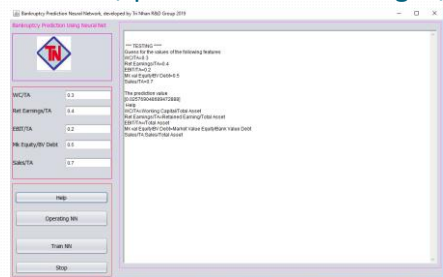 Bankruptcy Prediction Neural Network, developed by Tri Nhan R&D Group 2019
Bankruptcy Prediction Using Neural Net
TN
WC/TA
0.3
Ret Earnings/TA
0.4
EBIT/TA
0.2
Mk Equity/BV Debt
0.5
Sales/TA
0.7
Help
Operating NN
Train NN
Stop
*** TESTING ***
Guess for the values of the following features
WC/TA=0.3
Ret Earnings/TA=0.4
EBIT/TA=0.2
Mk val Equity/BV Debt=0.5
Sales/TA=0.7
The prediction value
Help
WC/TA:Working Capital/Total Asset
Ret Earnings/TA=Retained Earning/Total Asset
EBIT/TA=/Total Asset
Mk val Equity/BV Debt=Market Value Equity/Bank Value Debt
Sales/TA:Sales/Total Asset